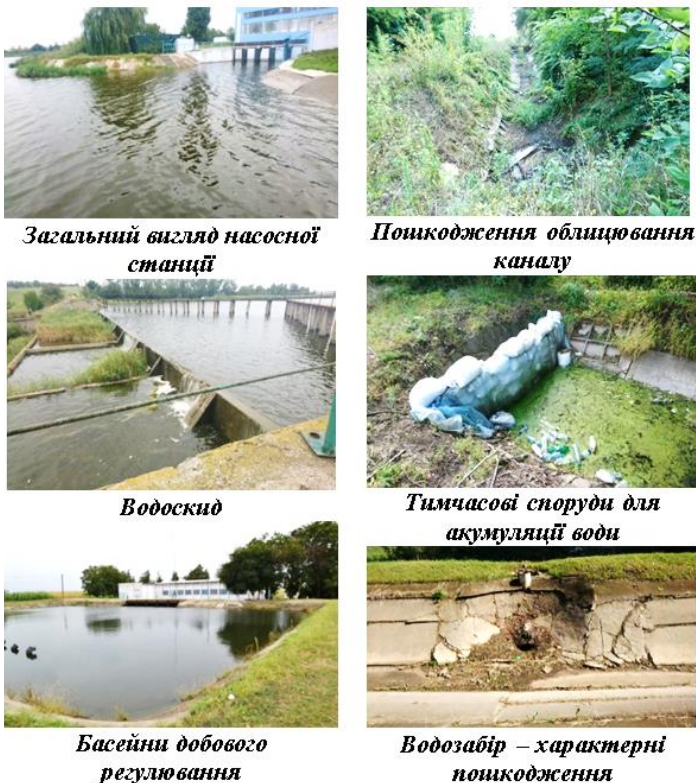 Загальний вигляд насосної
станції
Пошкодження облицювання
каналу
Водоскид
Тимчасові споруди для
акумуляції води
Басейни добового
регулювання
Водозабір – характерні
пошкодження